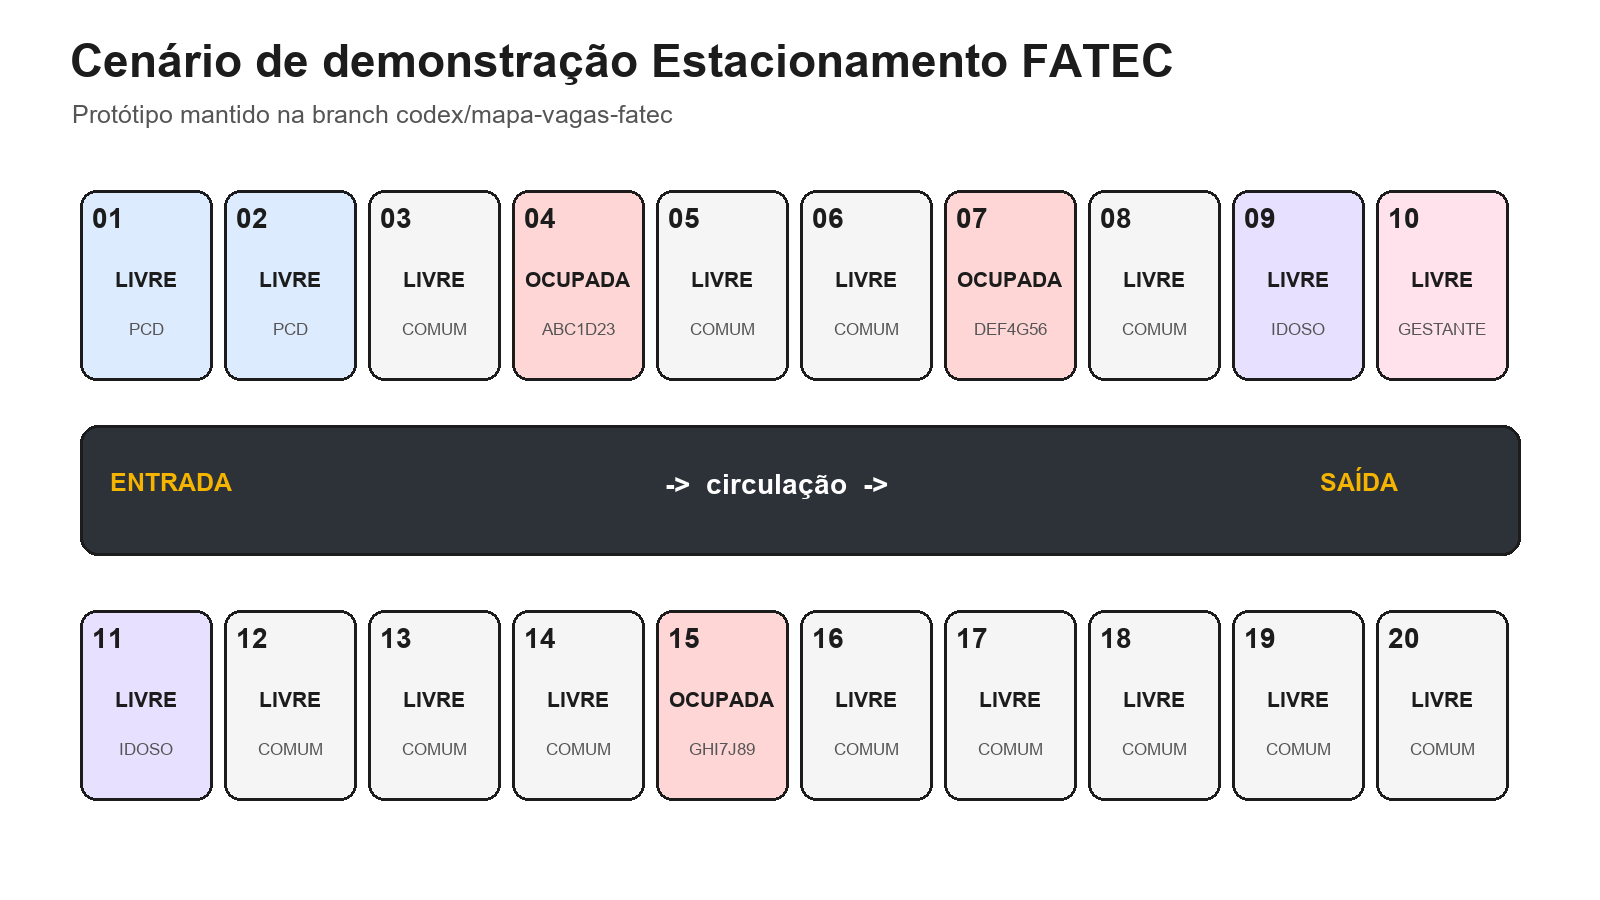 Cenário de demonstração Estacionamento FATEC
Protótipo mantido na branch codex/mapa-vagas-fatec
01 02 03 04 05 06 07 08 09 10
LIVRE LIVRE LIVRE OCUPADA LIVRE LIVRE OCUPADA LIVRE LIVRE LIVRE
PCD PCD COMUM ABC1D23 COMUM COMUM DEF4G56 COMUM IDOSO GESTANTE
ENTRADA -> circulação -> SAÍDA
11 12 13 14 15 16 17 18 19 20
LIVRE LIVRE LIVRE LIVRE OCUPADA LIVRE LIVRE LIVRE LIVRE LIVRE
IDOSO COMUM COMUM COMUM GHI7J89 COMUM COMUM COMUM COMUM COMUM